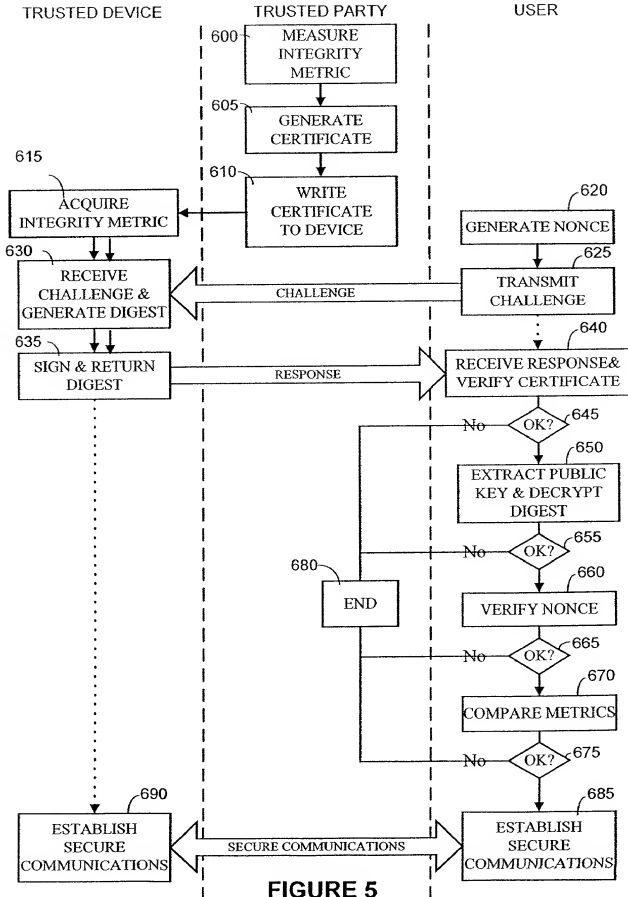 TRUSTED DEVICE
TRUSTED PARTY
USER
600
MEASURE
INTEGRITY
METRIC
605
GENERATE
CERTIFICATE
610
WRITE
CERTIFICATE
TO DEVICE
615
ACQUIRE
INTEGRITY METRIC
620
GENERATE NONCE
625
TRANSMIT
CHALLENGE
CHALLENGE
630
RECEIVE
CHALLENGE &
GENERATE DIGEST
635
SIGN & RETURN
DIGEST
RESPONSE
640
RECEIVE RESPONSE&
VERIFY CERTIFICATE
645
OK?
No
650
EXTRACT PUBLIC
KEY & DECRYPT
DIGEST
655
OK?
No
680
END
660
VERIFY NONCE
665
OK?
No
670
COMPARE METRICS
675
OK?
No
690
ESTABLISH
SECURE
COMMUNICATIONS
SECURE COMMUNICATIONS
685
ESTABLISH
SECURE
COMMUNICATIONS
FIGURE 5